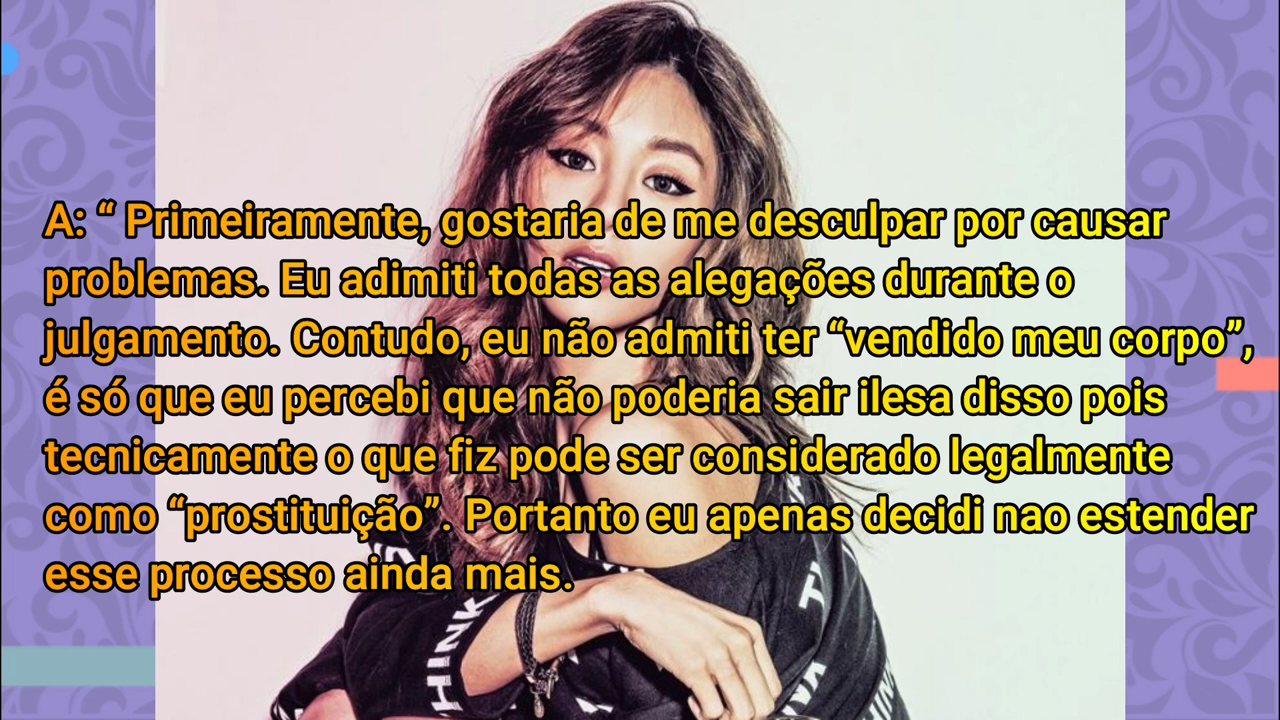 A: “ Primeiramente, gostaria de me desculpar por causar
problemas. Eu adimiti todas as alegações durante o
julgamento. Contudo, eu não admiti ter “vendido meu corpo”,
é só que eu percebi que não poderia sair ilesa disso pois
tecnicamente o que fiz pode ser considerado legalmente
como “prostituição”. Portanto eu apenas decidi nao estender
esse processo ainda mais.
THINK